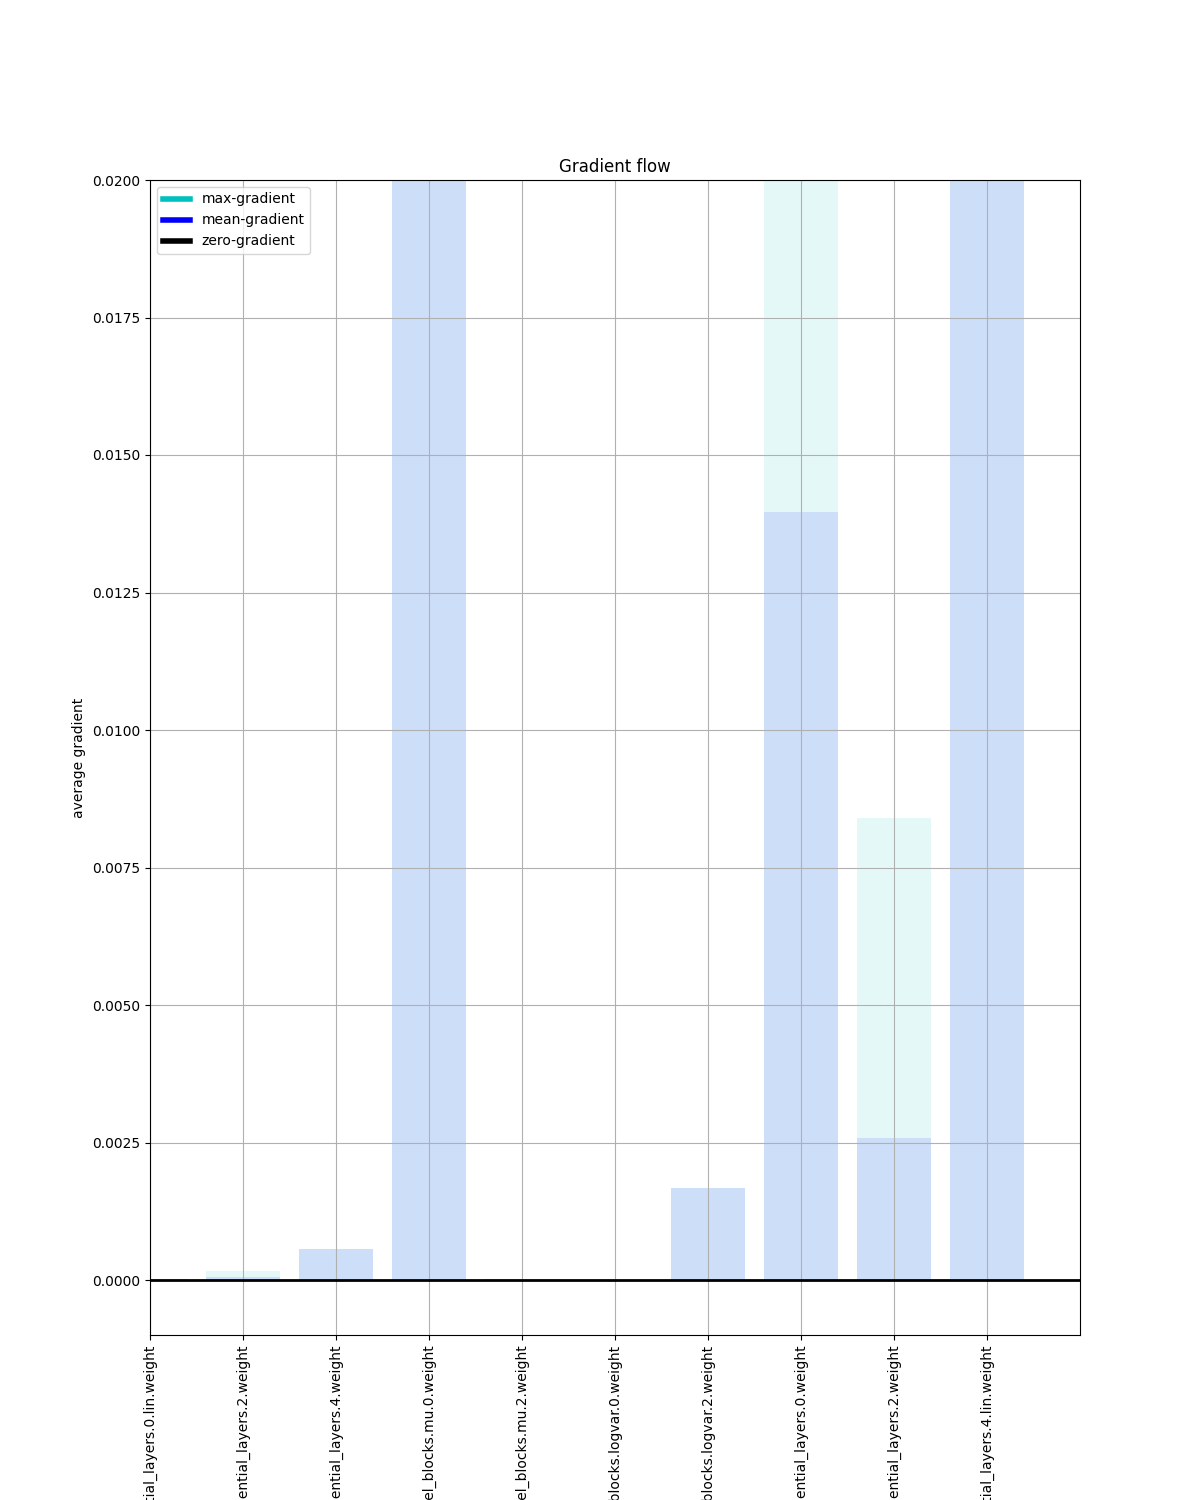 Gradient flow
max-gradient
mean-gradient
zero-gradient
0.0200
0.0175
0.0150
0.0125
0.0100
0.0075
0.0050
0.0025
0.0000
average gradient
tial_layers.0.lin.weight
ential_layers.2.weight
ential_layers.4.weight
el_blocks.mu.0.weight
el_blocks.mu.2.weight
blocks.logvar.0.weight
blocks.logvar.2.weight
ential_layers.0.weight
ential_layers.2.weight
tial_layers.4.lin.weight